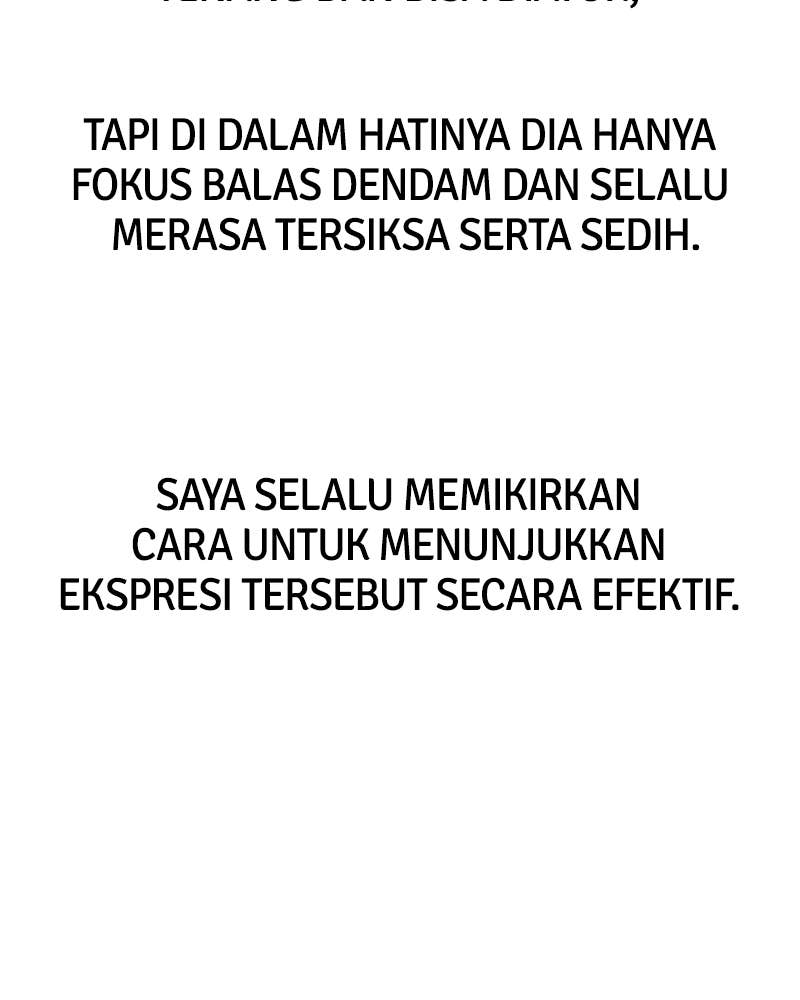 TAPI DI DALAM HATINYA DIA HANYA
FOKUS BALAS DENDAM DAN SELALU
MERASA TERSIKSA SERTA SEDIH.
SAYA SELALU MEMIKIRKAN
CARA UNTUK MENUNJUKKAN
EKSPRESI TERSEBUT SECARA EFEKTIF.